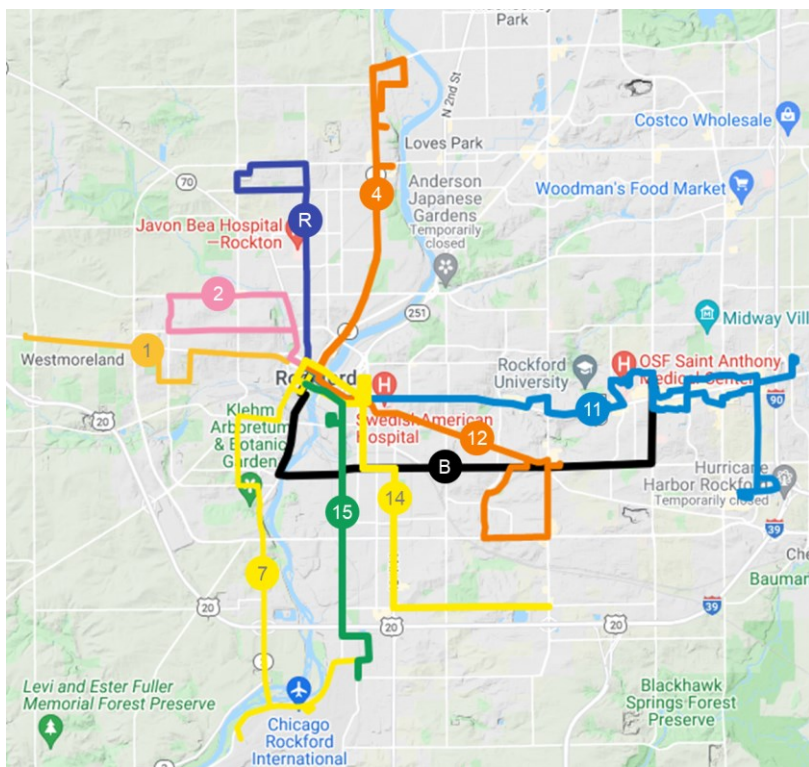 Park
Costco Wholesale
N 2nd St
Loves Park
70
4
Anderson
Japanese
Gardens
Temporarily
closed
Woodman's Food Market
R
Javon Bea Hospital
—Rockton
2
251
Midway Vill
1
Westmoreland
Rockford
University
OSF Saint Anthony
Medical Center
H
H
90
Swedish American
Hospital
11
12
Klehm
Arboretum
& Botanic
Garden
B
Hurricane
Harbor Rockford
Temporarily closed
14
15
39
Che
7
Bauman
20
39
20
20
Levi and Ester Fuller
Memorial Forest Preserve
Blackhawk
Springs Forest
Preserve
Chicago
Rockford
International